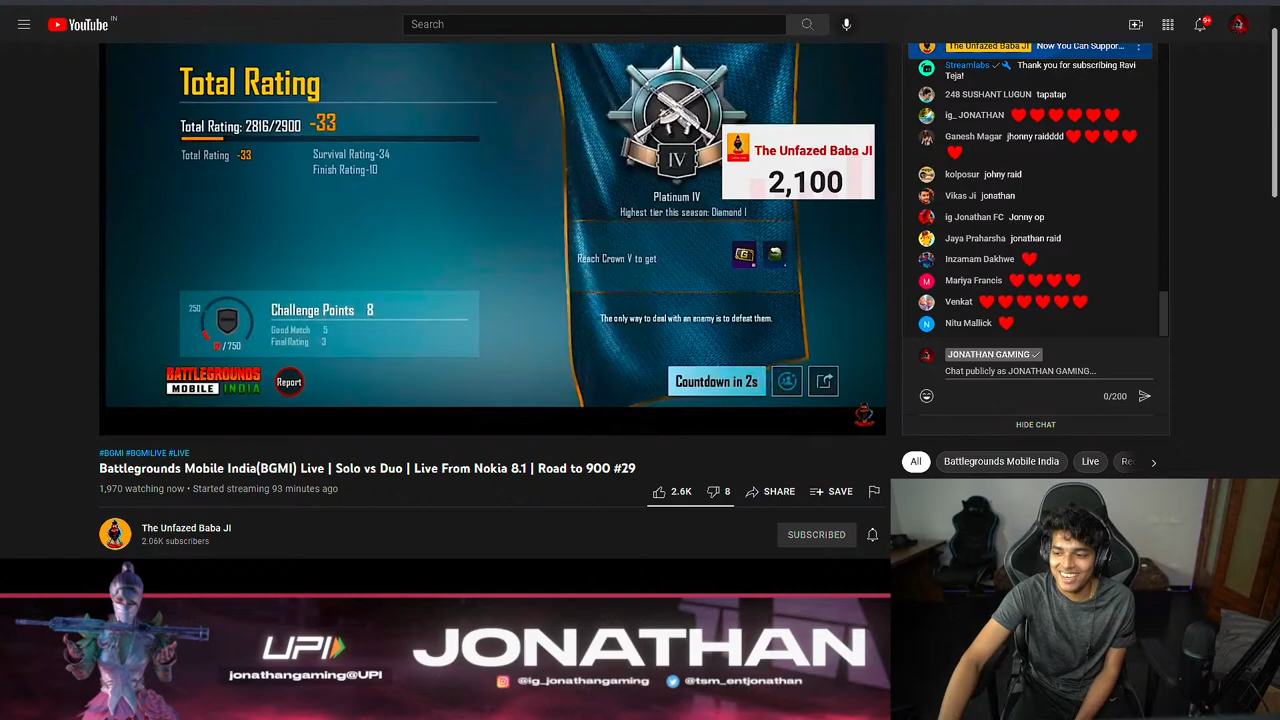 YouTube IN
Search
9+
Total Rating
Total Rating: 2816/2900 -33
Total Rating -33
Survival Rating-34
Finish Rating-10
IV
Platinum IV
Highest tier this season: Diamond I
The Unfazed Baba JI
2,100
Reach Crown V to get
The only way to deal with an enemy is to defeat them.
250
/750
Challenge Points 8
Good Match 5
Final Rating 3
BATTLEGROUNDS
MOBILE INDIA
Report
Countdown in 2s
The Unfazed Baba JI Now You Can Suppor...
Streamlabs Thank you for subscribing Ravi
Teja!
248 SUSHANT LUGUN tapatap
ig_ JONATHAN
Ganesh Magar jhonny raidddd
kolposur johny raid
Vikas Ji jonathan
ig Jonathan FC Jonny op
Jaya Praharsha jonathan raid
Inzamam Dakhwe
M Mariya Francis
Venkat
N Nitu Mallick
JONATHAN GAMING
Chat publicly as JONATHAN GAMING...
0/200
HIDE CHAT
#BGMI #BGMILIVE #LIVE
Battlegrounds Mobile India(BGMI) Live | Solo vs Duo | Live From Nokia 8.1 | Road to 900 #29
1,970 watching now • Started streaming 93 minutes ago
2.6K 8 SHARE SAVE
All Battlegrounds Mobile India Live Re
The Unfazed Baba JI
2.06K subscribers
SUBSCRIBED
UPI
jonathangaming@UPI
JONATHAN
@ig_jonathangaming @tsm_entjonathan